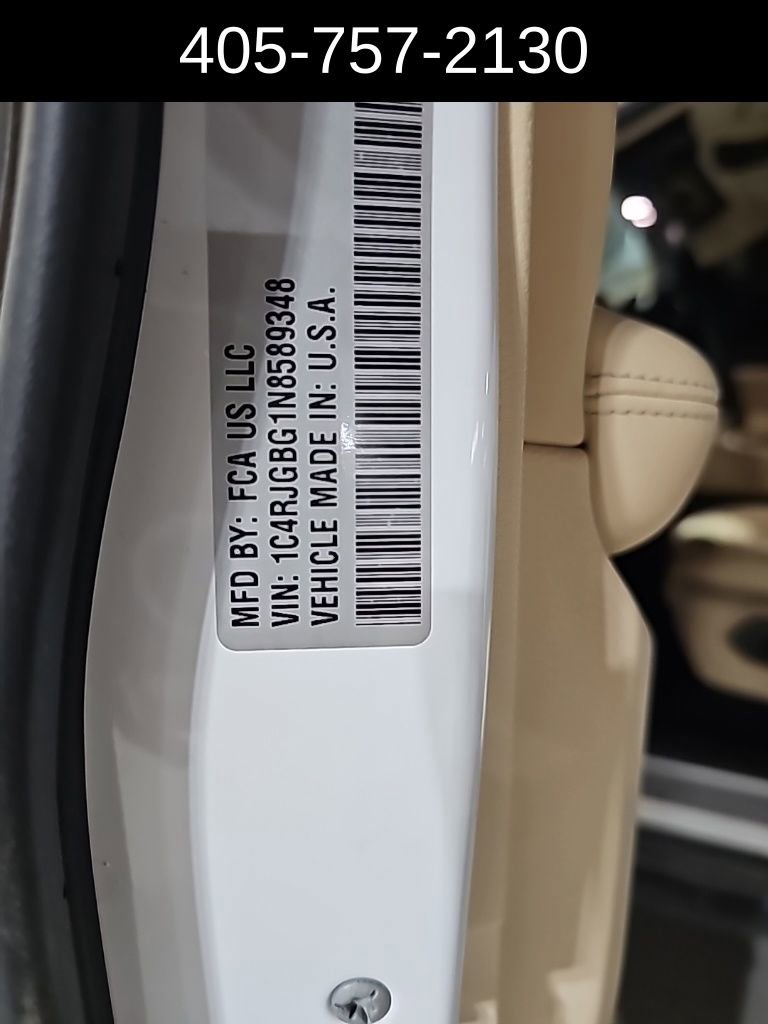 405-757-2130
MFD BY: FCA US LLC
VIN: 1C4RJGBG1N8589348
VEHICLE MADE IN: U.S.A.